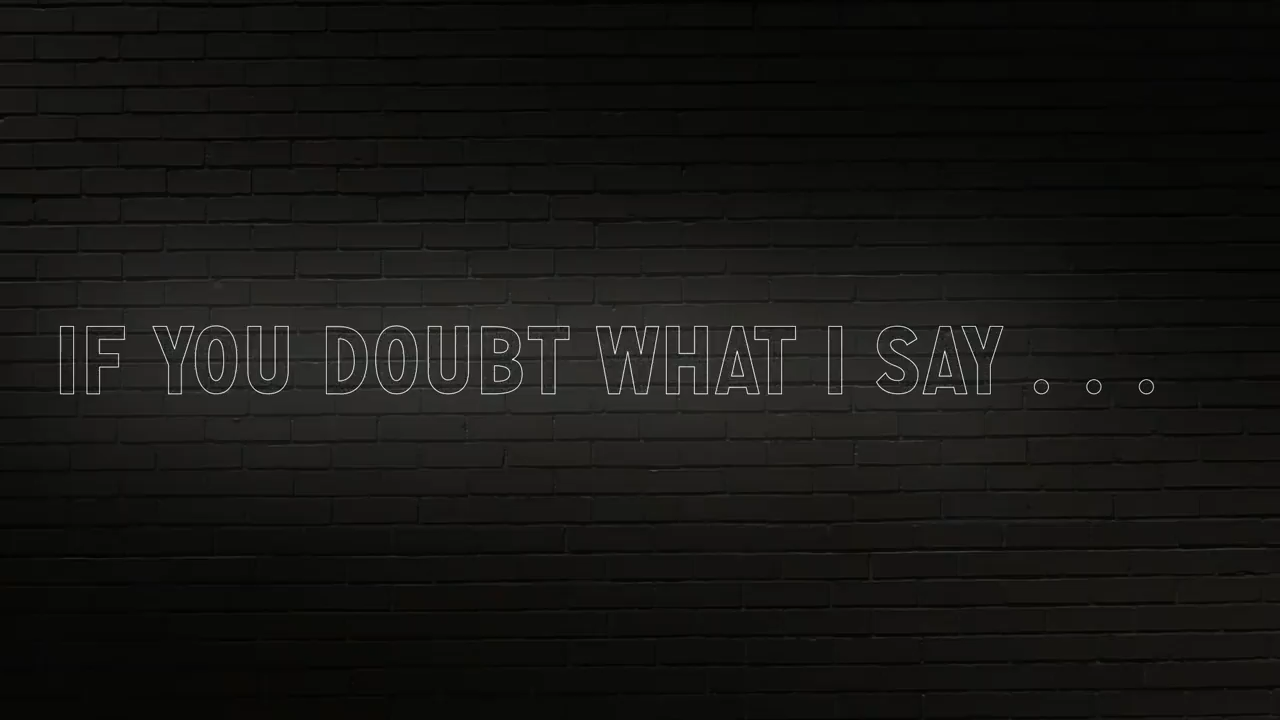 IF YOU DOUBT WHAT I SAY . . .